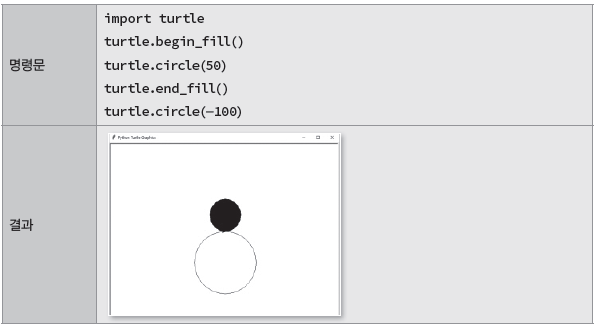 명령문
import turtle
turtle.begin_fill()
turtle.circle(50)
turtle.end_fill()
turtle.circle(−100)
결과
Python Turtle Graphics